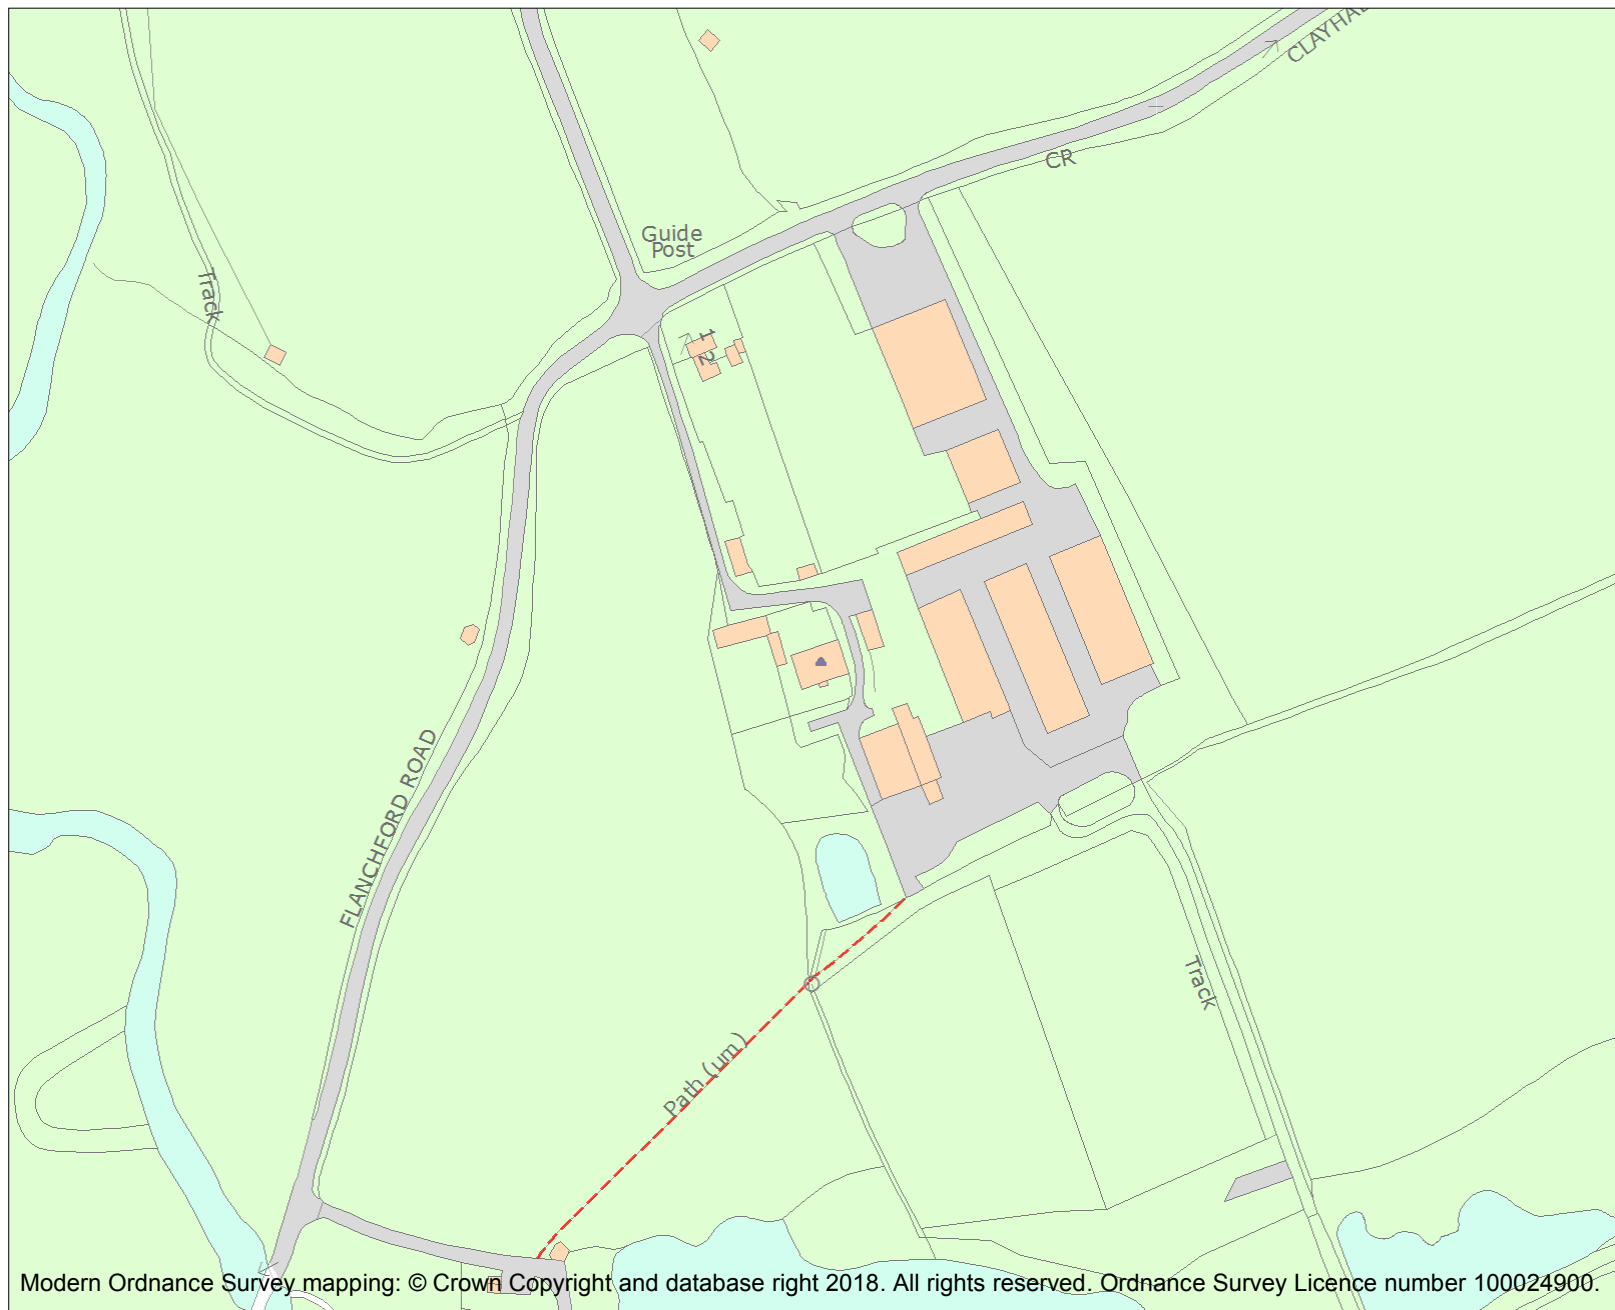 CR
Guide
Post
Track
1
2
FLANCHFORD ROAD
Track
Path (um)
Modern Ordnance Survey mapping: © Crown Copyright and database right 2018. All rights reserved. Ordnance Survey Licence number 100024900.